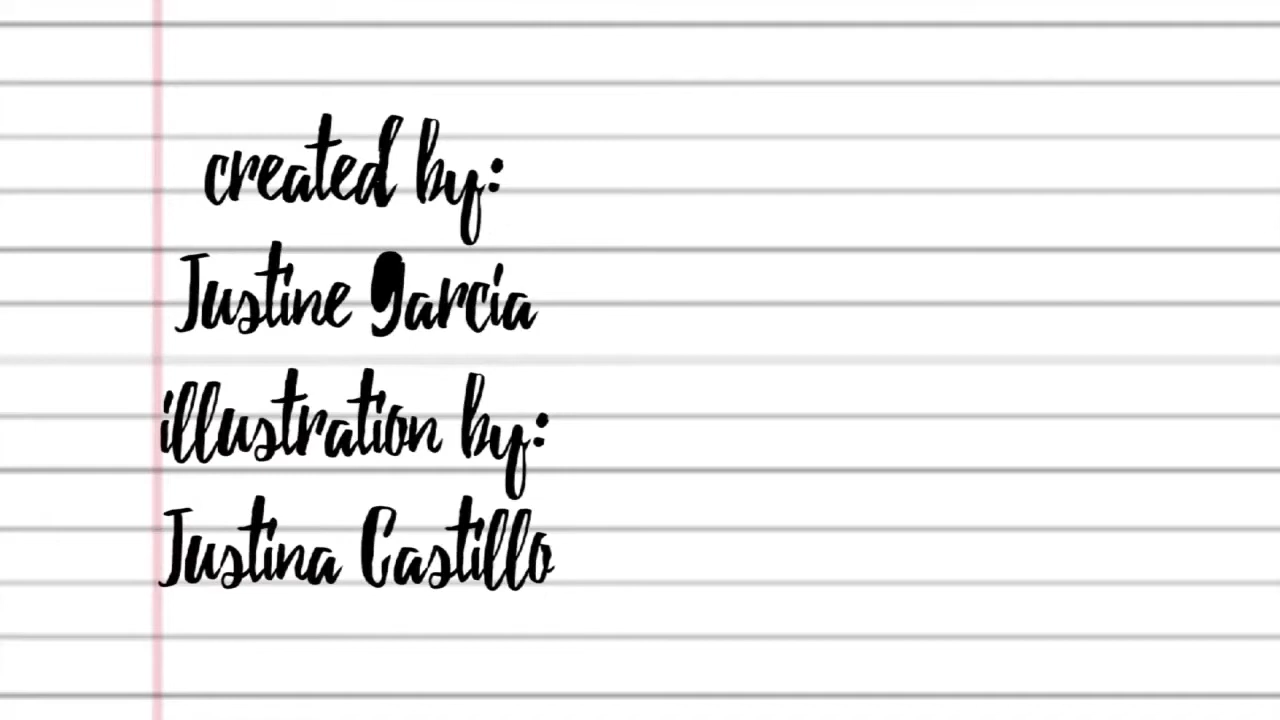 created by:
Justine Garcia
illustration by:
Justina Castillo